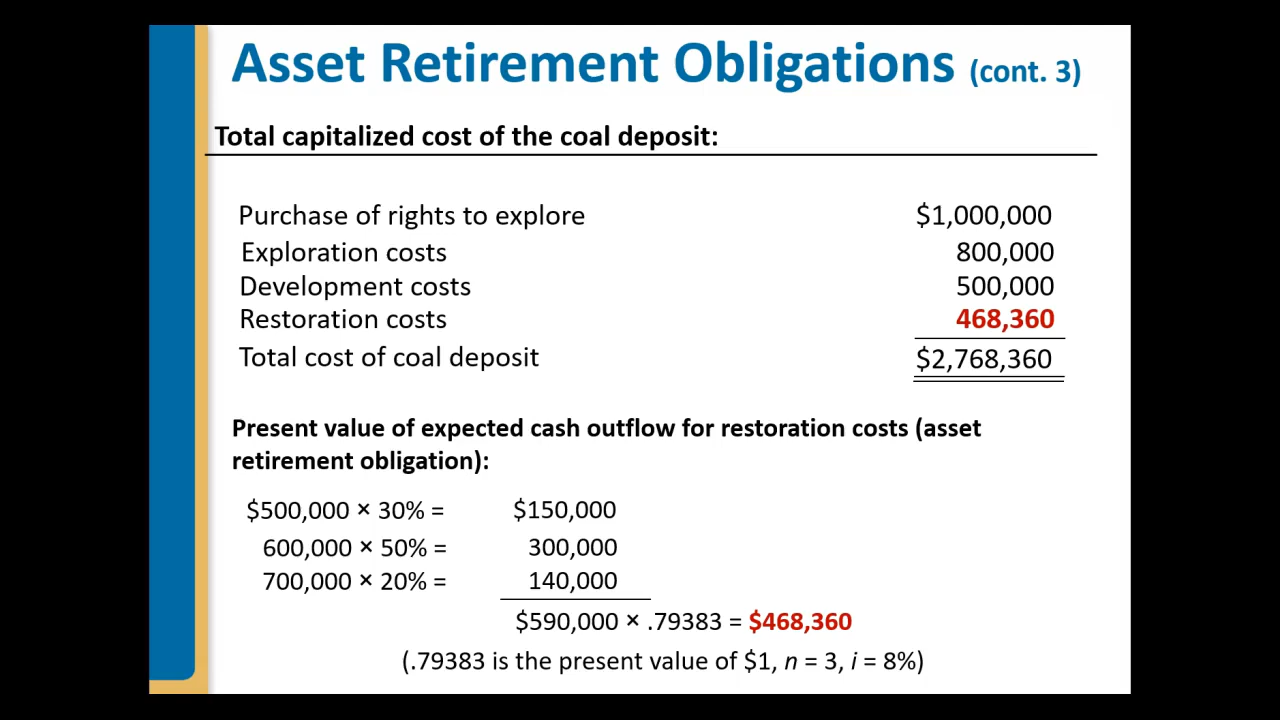 Asset Retirement Obligations (cont. 3)
Total capitalized cost of the coal deposit:
Purchase of rights to explore $1,000,000
Exploration costs 800,000
Development costs 500,000
Restoration costs 468,360
Total cost of coal deposit $2,768,360
Present value of expected cash outflow for restoration costs (asset
retirement obligation):
$500,000 × 30% = $150,000
600,000 × 50% = 300,000
700,000 × 20% = 140,000
$590,000 × .79383 = $468,360
(.79383 is the present value of $1, n = 3, i = 8%)